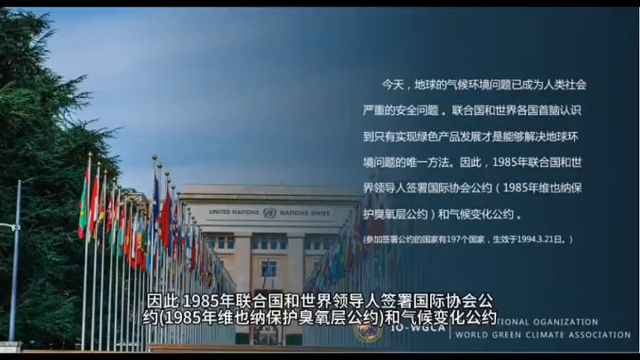 今天，地球的气候环境问题已成为人类社会
严重的安全问题 。联合国和世界各国首脑认识
到只有实现绿色产品发展才是能够解决地球环
境问题的唯一方法。因此，1985年联合国和世
界领导人签署国际协会公约（1985年维也纳保
护臭氧层公约）和气候变化公约 。
(参加签署公约的国家有197个国家，生效于1994.3.21日。)
UNITED NATIONS NATIONS UNIES
因此 1985年联合国和世界领导人签署国际协会公
约(1985年维也纳保护臭氧层公约)和气候变化公约
IO-WGCA
TIONAL OGANIZATION
WORLD GREEN CLIMATE ASSOCIATION